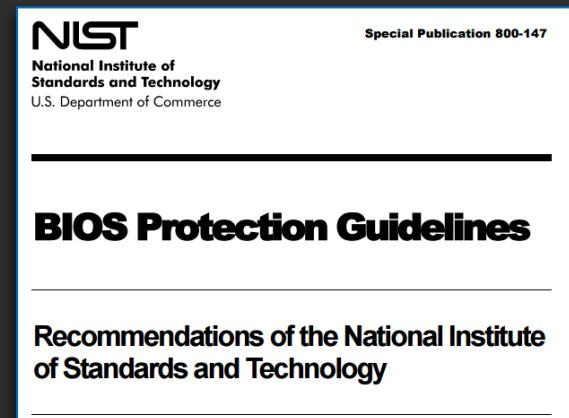 NIST
Special Publication 800-147
National Institute of
Standards and Technology
U.S. Department of Commerce
BIOS Protection Guidelines
Recommendations of the National Institute
of Standards and Technology